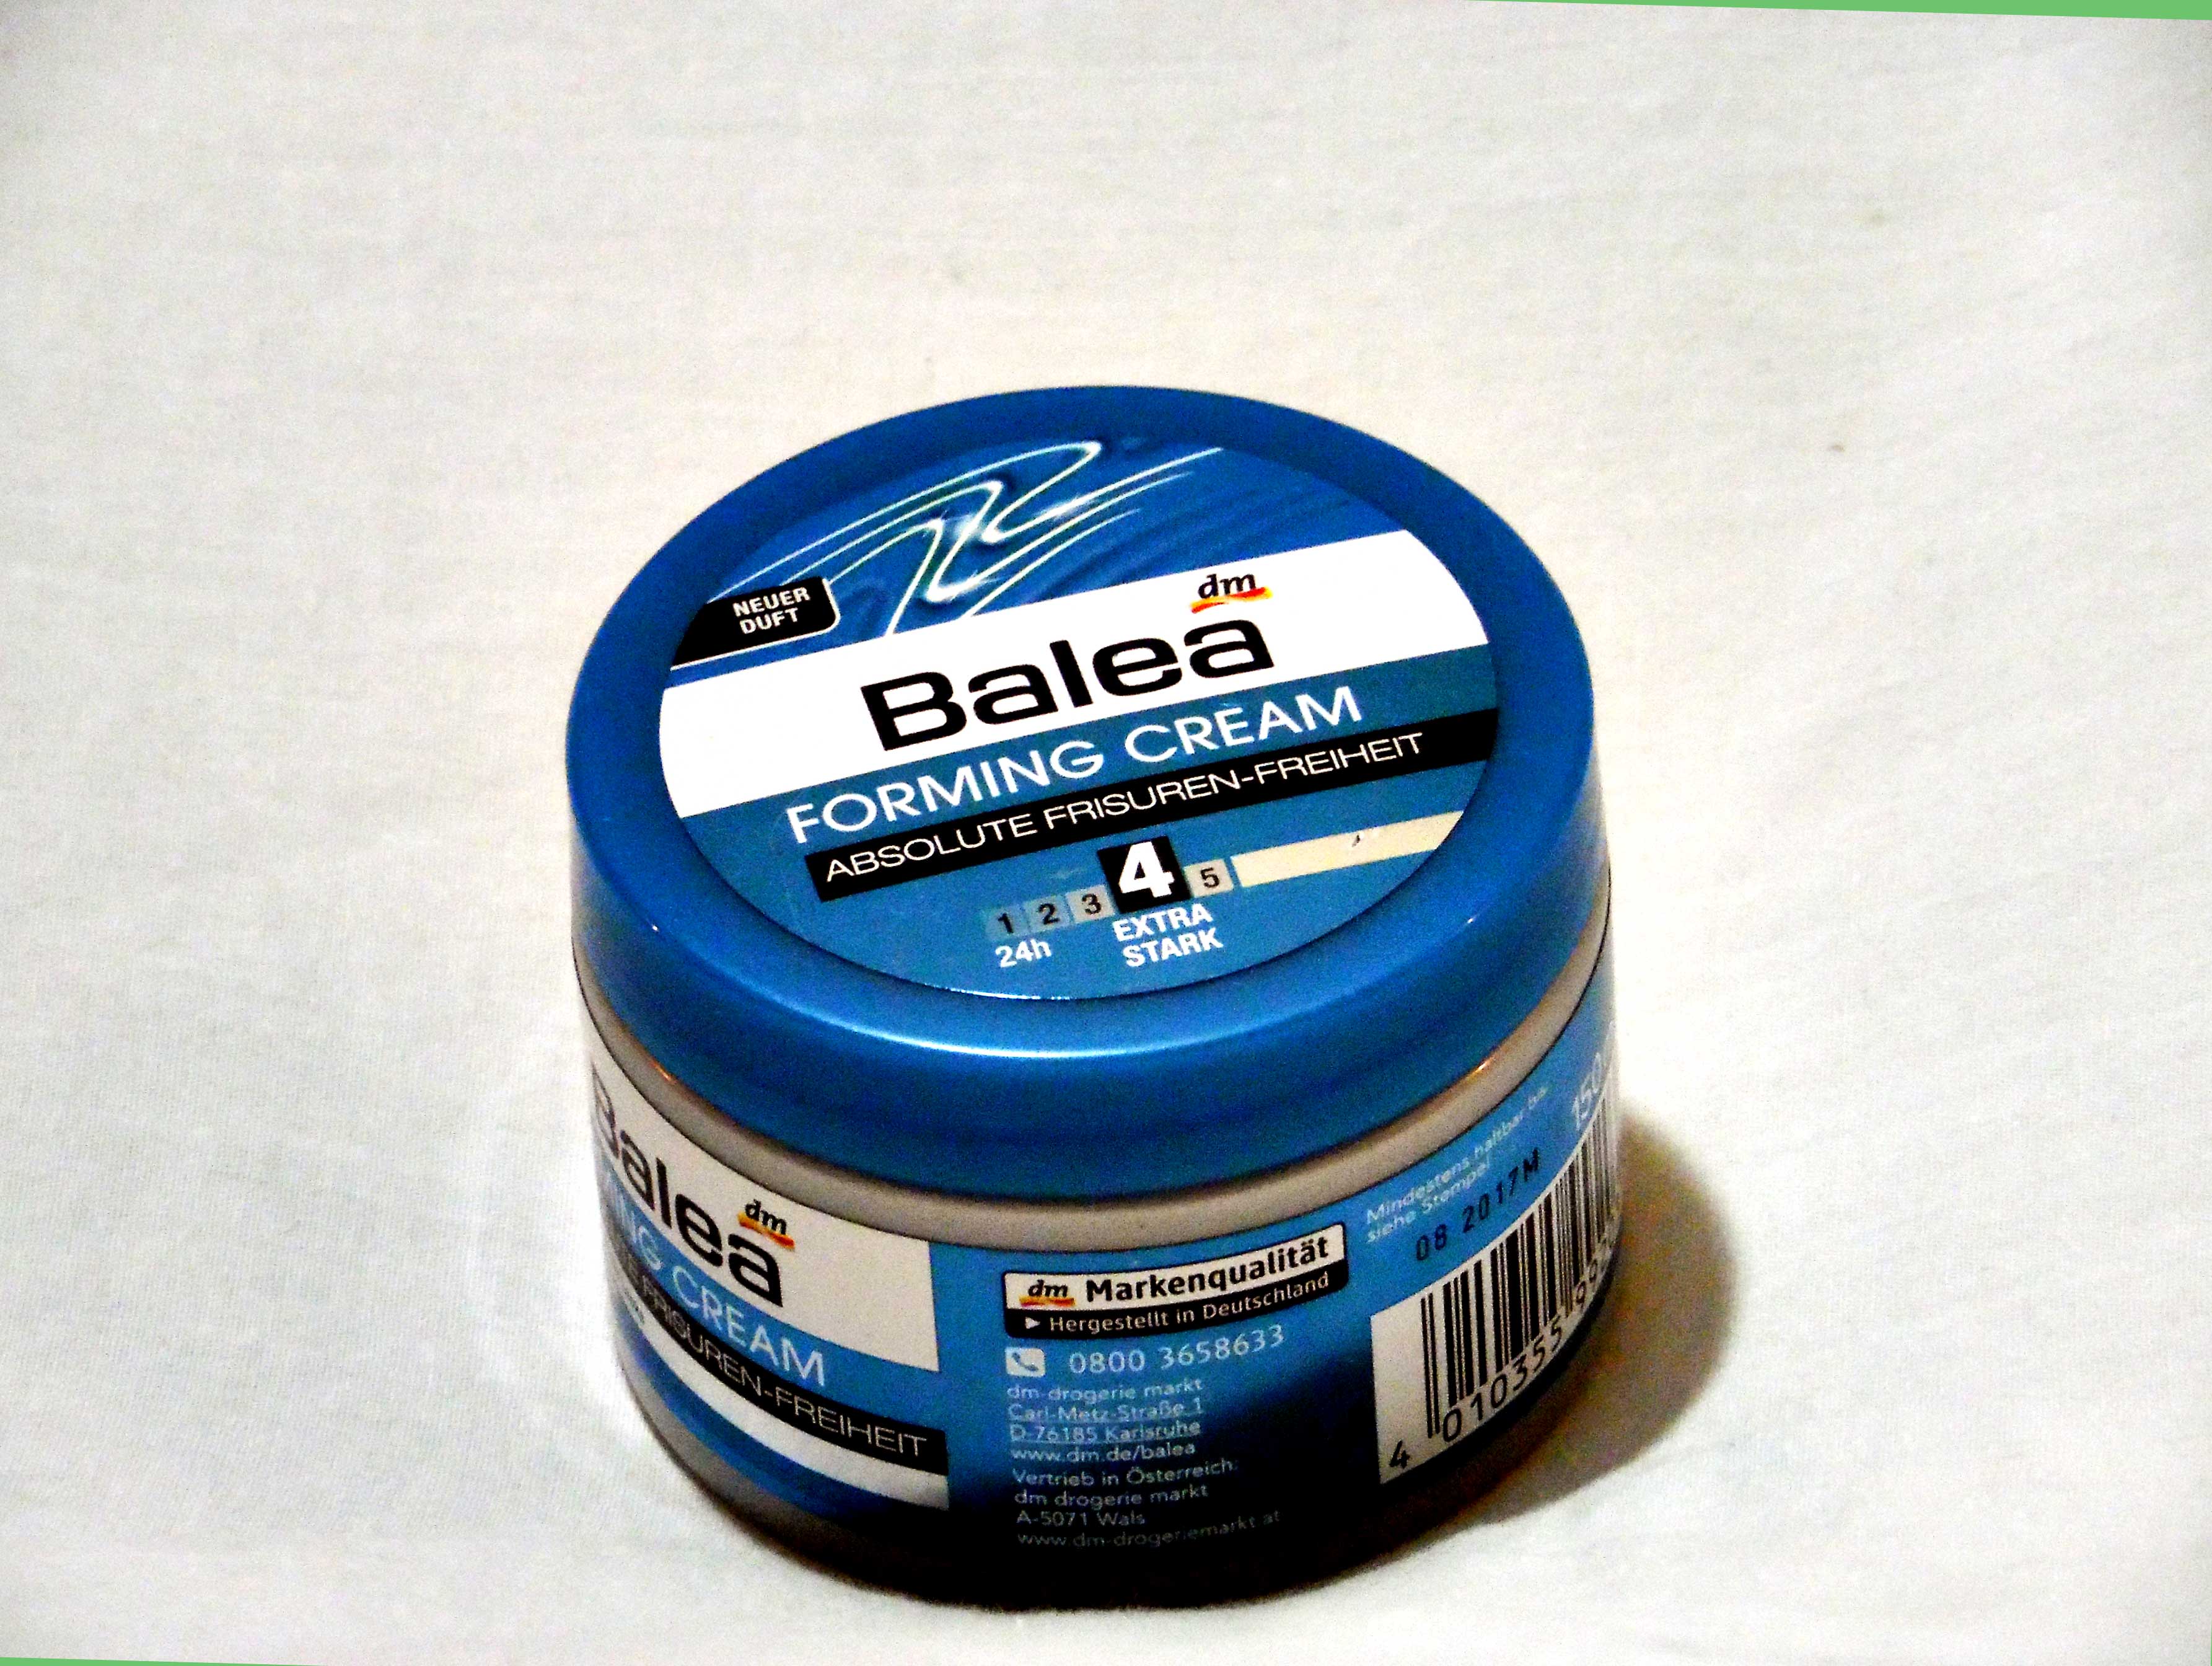 NEUER
DUFT
dm
Balea
FORMING CREAM
ABSOLUTE FRISUREN-FREIHEIT
1 2 3 4 5
24h
EXTRA
STARK
Balea
dm
CREAM
FRISUREN-FREIHEIT
dm Markenqualität
Hergestellt in Deutschland
0800 3658633
dm-drogerie markt
Carl-Metz-Straße 1
D-76185 Karlsruhe
www.dm.de/balea
Vertrieb in Österreich:
dm drogerie markt
A-5071 Wals
www.dm-drogeriemarkt.at
Mindestens haltbar bis
siehe Stempel
08 2017M
150
4 010355